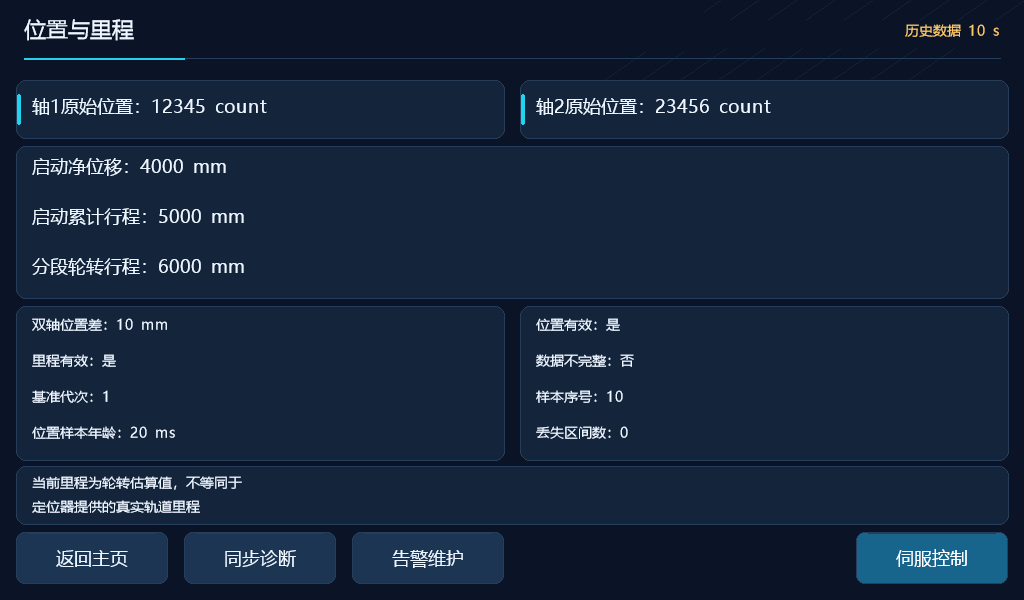 位置与里程
历史数据 10 s
轴1原始位置：12345 count
轴2原始位置：23456 count
启动净位移：4000 mm
启动累计行程：5000 mm
分段轮转行程：6000 mm
双轴位置差：10 mm
里程有效：是
基准代次：1
位置样本年龄：20 ms
位置有效：是
数据不完整：否
样本序号：10
丢失区间数：0
当前里程为轮转估算值，不等同于
定位器提供的真实轨道里程
返回主页
同步诊断
告警维护
伺服控制